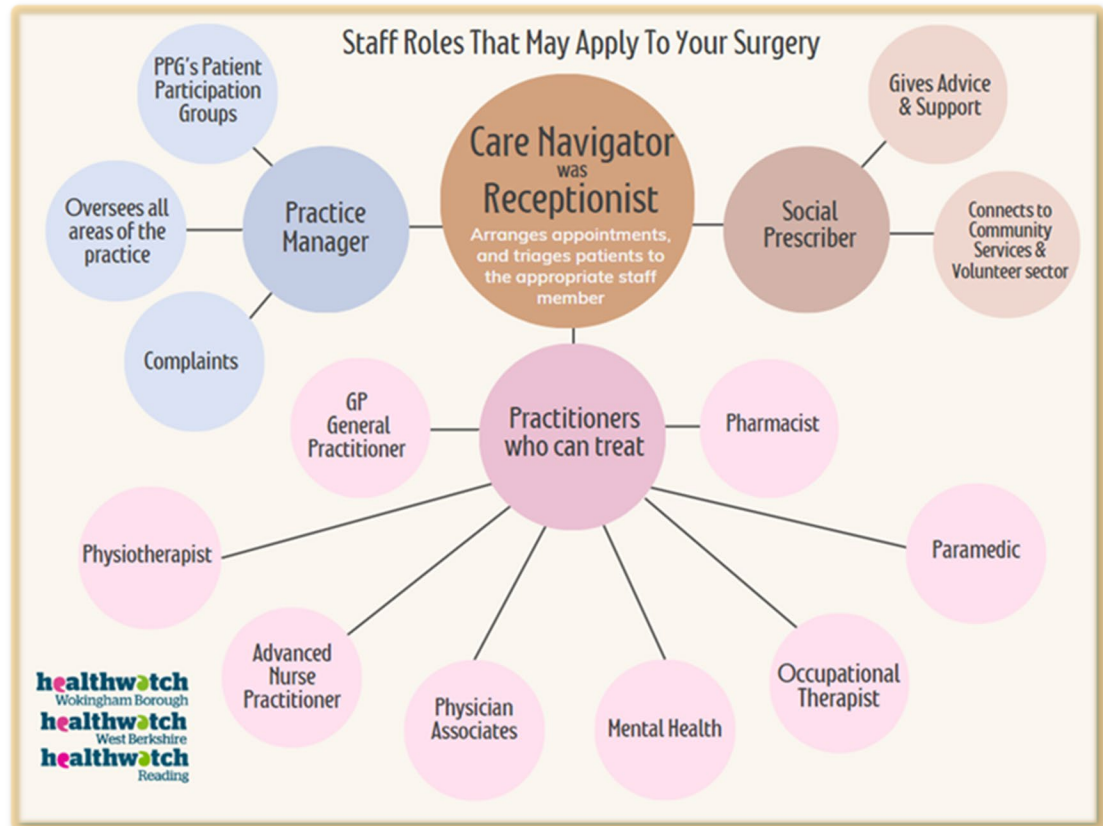 Staff Roles That May Apply To Your Surgery
PPG's Patient
Participation
Groups
Oversees all
areas of the
practice
Complaints
Practice
Manager
Care Navigator
was
Receptionist
Arranges appointments,
and triages patients to
the appropriate staff
member
Social
Prescriber
Gives Advice
& Support
Connects to
Community
Services &
Volunteer sector
Practitioners
who can treat
GP
General
Practitioner
Pharmacist
Physiotherapist
Paramedic
Advanced
Nurse
Practitioner
Physician
Associates
Mental Health
Occupational
Therapist
healthwatch
Wokingham Borough
healthwatch
West Berkshire
healthwatch
Reading